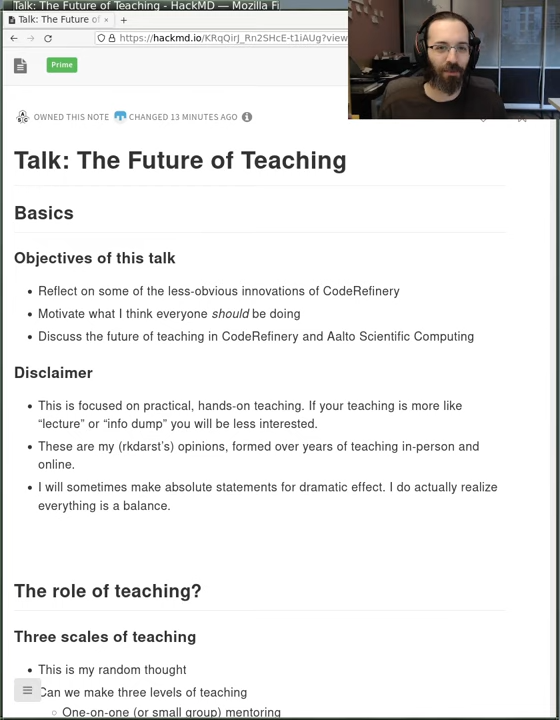 Talk: The Future of Teaching - HackMD — Mozilla Fi
Talk: The Future of
https://hackmd.io/KRqQirJ_Rn2SHcE-t1iAUg?view
Prime
OWNED THIS NOTE CHANGED 13 MINUTES AGO
Talk: The Future of Teaching
Basics
Objectives of this talk
• Reflect on some of the less-obvious innovations of CodeRefinery
• Motivate what I think everyone should be doing
• Discuss the future of teaching in CodeRefinery and Aalto Scientific Computing
Disclaimer
• This is focused on practical, hands-on teaching. If your teaching is more like
“lecture” or “info dump” you will be less interested.
• These are my (rkdarst’s) opinions, formed over years of teaching in-person and
online.
• I will sometimes make absolute statements for dramatic effect. I do actually realize
everything is a balance.
The role of teaching?
Three scales of teaching
• This is my random thought
Can we make three levels of teaching
One-on-one (or small group) mentoring